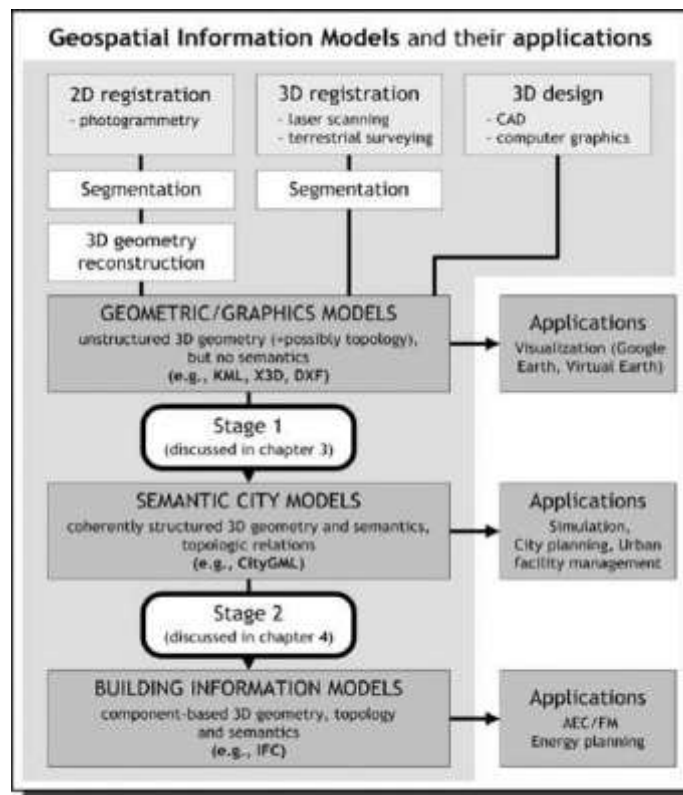 Geospatial Information Models and their applications
2D registration
- photogrammetry
3D registration
- laser scanning
- terrestrial surveying
3D design
- CAD
- computer graphics
Segmentation
Segmentation
3D geometry
reconstruction
GEOMETRIC/GRAPHICS MODELS
unstructured 3D geometry (+possibly topology),
but no semantics
(e.g., KML, X3D, DXF)
Applications
Visualization (Google
Earth, Virtual Earth)
Stage 1
(discussed in chapter 3)
SEMANTIC CITY MODELS
coherently structured 3D geometry and semantics,
topologic relations
(e.g., CityGML)
Applications
Simulation,
City planning, Urban
facility management
Stage 2
(discussed in chapter 4)
BUILDING INFORMATION MODELS
component-based 3D geometry, topology
and semantics
(e.g., IFC)
Applications
AEC/FM
Energy planning